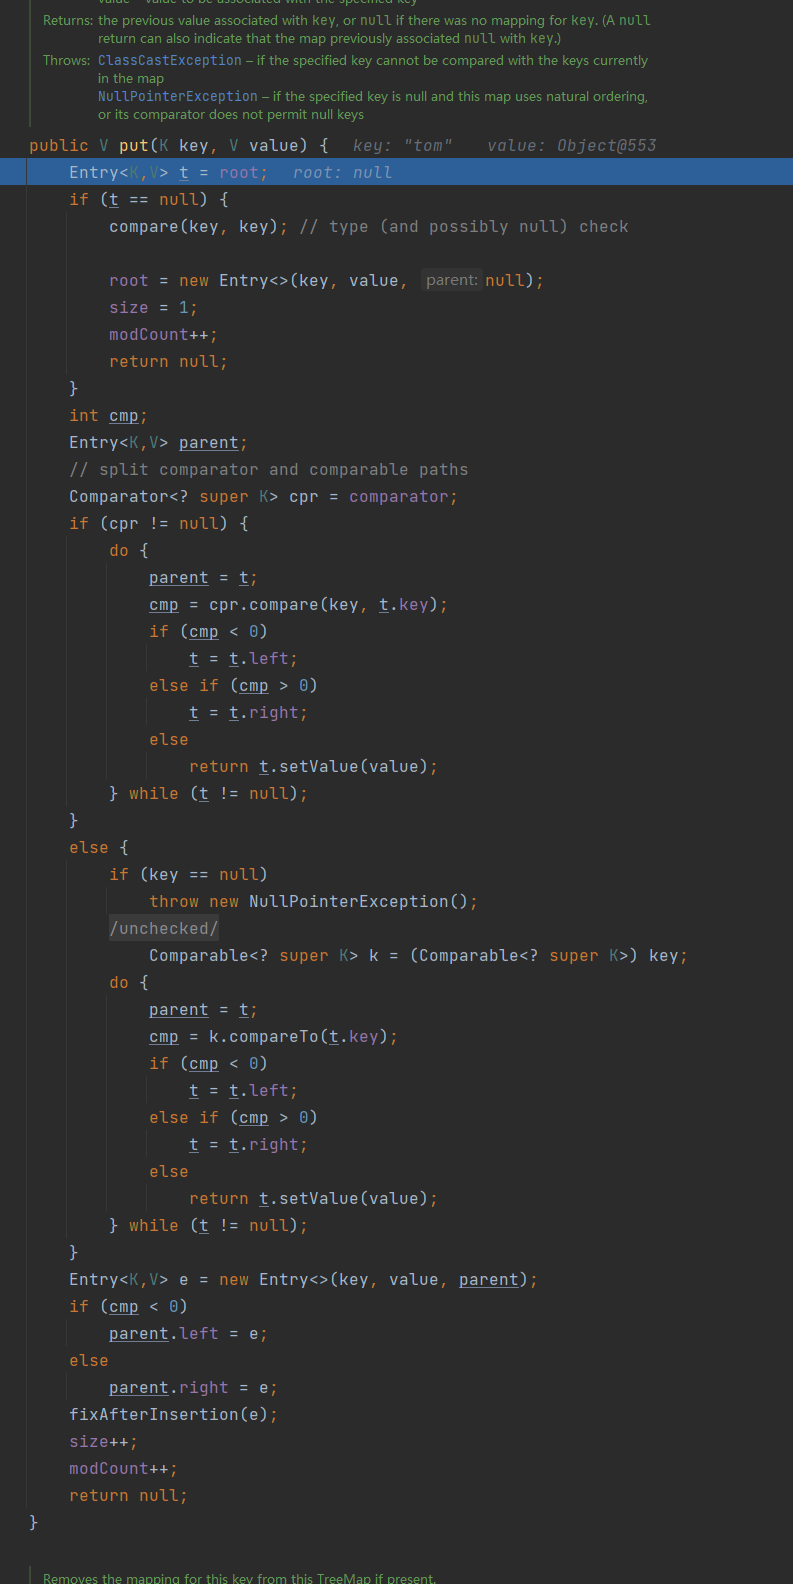 value – value to be associated with the specified key
Returns: the previous value associated with key, or null if there was no mapping for key. (A null
return can also indicate that the map previously associated null with key.)
Throws: ClassCastException – if the specified key cannot be compared with the keys currently
in the map
NullPointerException – if the specified key is null and this map uses natural ordering,
or its comparator does not permit null keys
public V put(K key, V value) { key: "tom" value: Object@553
Entry<K,V> t = root; root: null
if (t == null) {
compare(key, key); // type (and possibly null) check
root = new Entry<>(key, value, parent: null);
size = 1;
modCount++;
return null;
}
int cmp;
Entry<K,V> parent;
// split comparator and comparable paths
Comparator<? super K> cpr = comparator;
if (cpr != null) {
do {
parent = t;
cmp = cpr.compare(key, t.key);
if (cmp < 0)
t = t.left;
else if (cmp > 0)
t = t.right;
else
return t.setValue(value);
} while (t != null);
}
else {
if (key == null)
throw new NullPointerException();
/unchecked/
Comparable<? super K> k = (Comparable<? super K>) key;
do {
parent = t;
cmp = k.compareTo(t.key);
if (cmp < 0)
t = t.left;
else if (cmp > 0)
t = t.right;
else
return t.setValue(value);
} while (t != null);
}
Entry<K,V> e = new Entry<>(key, value, parent);
if (cmp < 0)
parent.left = e;
else
parent.right = e;
fixAfterInsertion(e);
size++;
modCount++;
return null;
}
Removes the mapping for this key from this TreeMap if present.